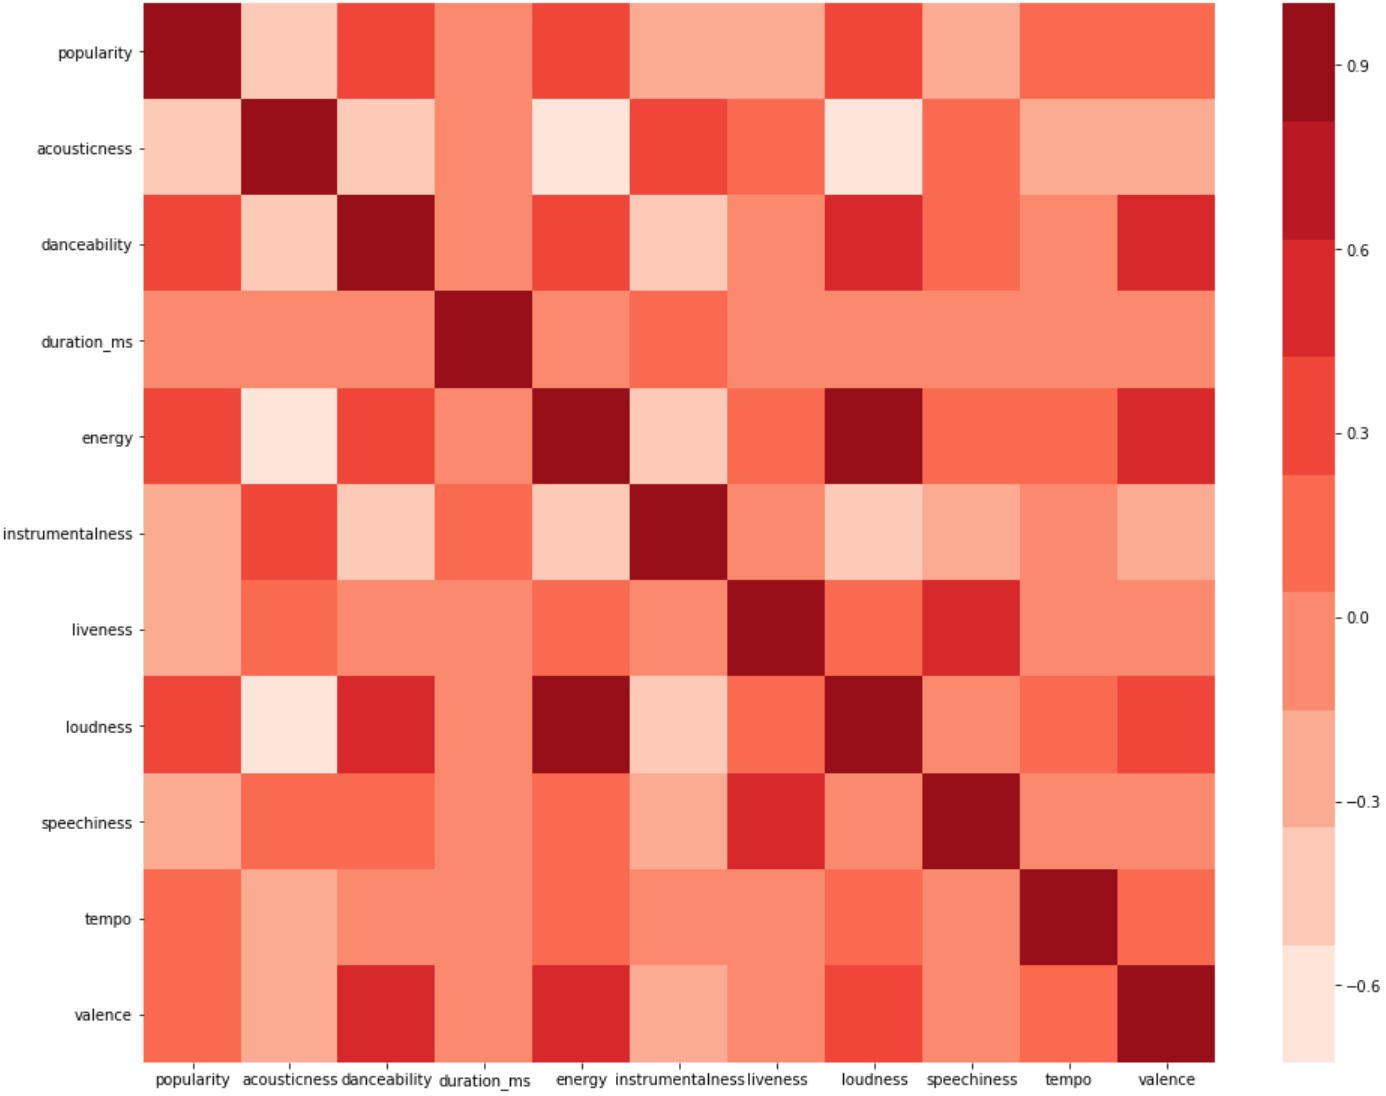 popularity
acousticness
danceability
duration_ms
energy
instrumentalness
liveness
loudness
speechiness
tempo
valence
popularity acousticness danceability duration_ms energy instrumentalness liveness loudness speechiness tempo valence
0.9
0.6
0.3
0.0
−0.3
−0.6